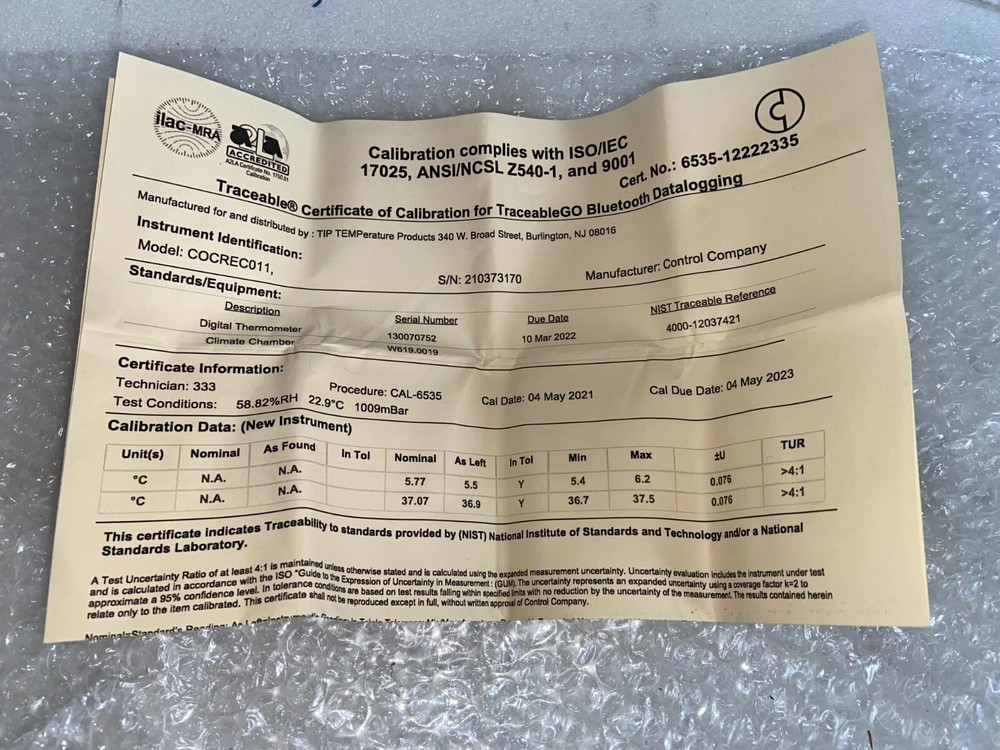 ilac-MRA
ACCREDITED
A2LA Certificate No. 1750.01
Calibration
Calibration complies with ISO/IEC
17025, ANSI/NCSL Z540-1, and 9001
Cert. No.: 6535-12222335
Traceable® Certificate of Calibration for TraceableGO Bluetooth Datalogging
Manufactured for and distributed by : TIP TEMPerature Products 340 W. Broad Street, Burlington, NJ 08016
Instrument Identification:
Model: COCREC011, S/N: 210373170 Manufacturer: Control Company
Standards/Equipment:
Description Serial Number Due Date NIST Traceable Reference
Digital Thermometer 130070752 10 Mar 2022 4000-12037421
Climate Chamber W619.0019
Certificate Information:
Technician: 333 Procedure: CAL-6535 Cal Date: 04 May 2021 Cal Due Date: 04 May 2023
Test Conditions: 58.82%RH 22.9°C 1009mBar
Calibration Data: (New Instrument)
Unit(s) Nominal As Found In Tol Nominal As Left In Tol Min Max ±U TUR
°C N.A. N.A. 5.77 5.5 Y 5.4 6.2 0.076 >4:1
°C N.A. N.A. 37.07 36.9 Y 36.7 37.5 0.076 >4:1
This certificate indicates Traceability to standards provided by (NIST) National Institute of Standards and Technology and/or a National
Standards Laboratory.
A Test Uncertainty Ratio of at least 4:1 is maintained unless otherwise stated and is calculated using the expanded measurement uncertainty. Uncertainty evaluation includes the instrument under test
and is calculated in accordance with the ISO "Guide to the Expression of Uncertainty in Measurement : (GUM). The uncertainty represents an expanded uncertainty using a coverage factor k=2 to
approximate a 95% confidence level. In tolerance conditions are based on test results falling within specified limits with no reduction by the uncertainty of the measurement. The results contained herein
relate only to the item calibrated. This certificate shall not be reproduced except in full, without written approval of Control Company.
Nominal=Standard's Reading;